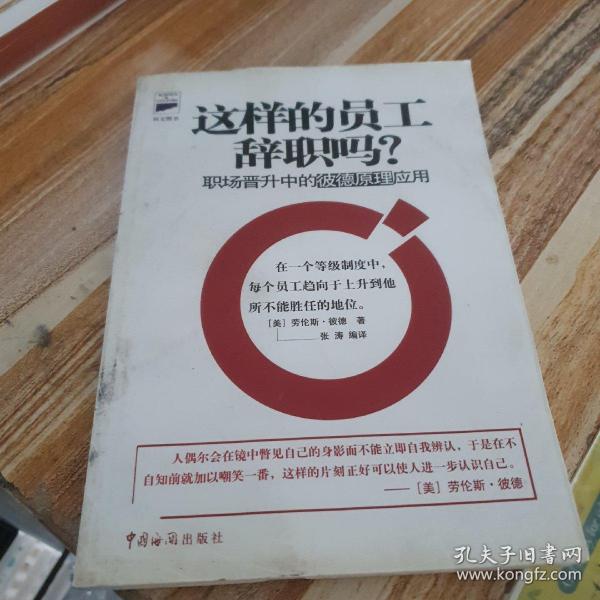 这样的员工
辞职吗?
职场晋升中的彼德原理应用
在一个等级制度中,
每个员工趋向于上升到他
所不能胜任的地位。
[美] 劳伦斯·彼德 著
张涛 编译
人偶尔会在镜中瞥见自己的身影而不能立即自我辨认,于是在不
自知前就加以嘲笑一番,这样的片刻正好可以使人进一步认识自己。
——[美] 劳伦斯·彼德
中国海关出版社
孔夫子旧书网
www.kongfz.com